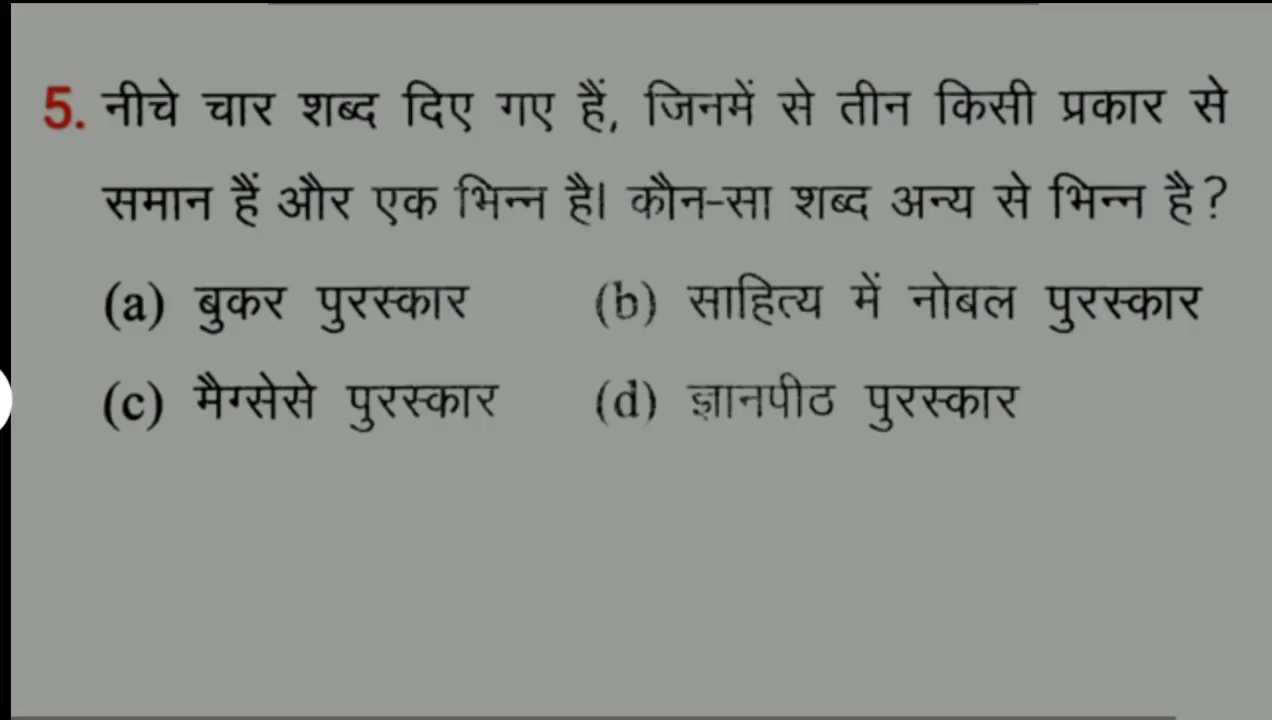 5. नीचे चार शब्द दिए गए हैं, जिनमें से तीन किसी प्रकार से
समान हैं और एक भिन्न है। कौन-सा शब्द अन्य से भिन्न है?
(a) बुकर पुरस्कार (b) साहित्य में नोबल पुरस्कार
(c) मैग्सेसे पुरस्कार (d) ज्ञानपीठ पुरस्कार